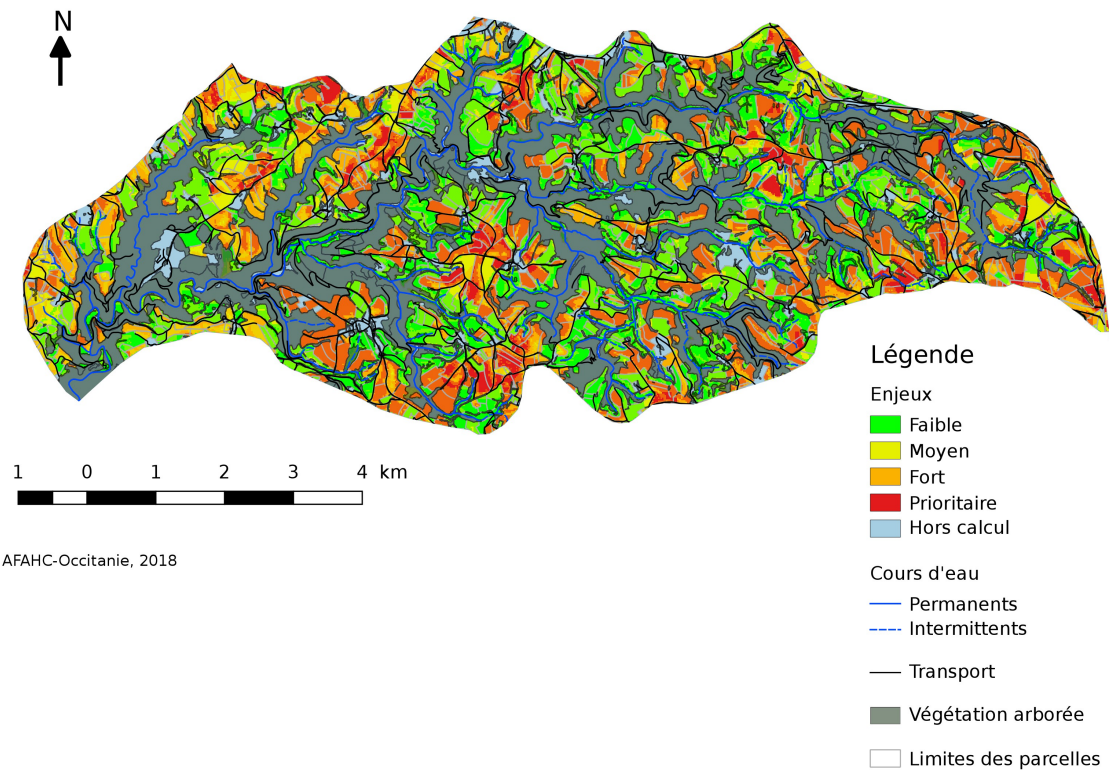 N
Légende
Enjeux
Faible
Moyen
Fort
Prioritaire
Hors calcul
1 0 1 2 3 4 km
AFAHC-Occitanie, 2018
Cours d'eau
Permanents
Intermittents
Transport
Végétation arborée
Limites des parcelles